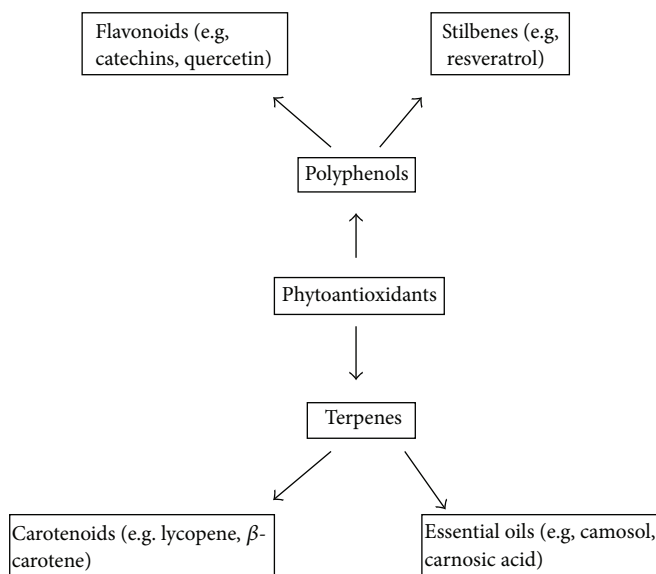 Flavonoids (e.g,
catechins, quercetin)
Stilbenes (e.g,
resveratrol)
Polyphenols
Phytoantioxidants
Terpenes
Carotenoids (e.g. lycopene, β-
carotene)
Essential oils (e.g, camosol,
carnosic acid)